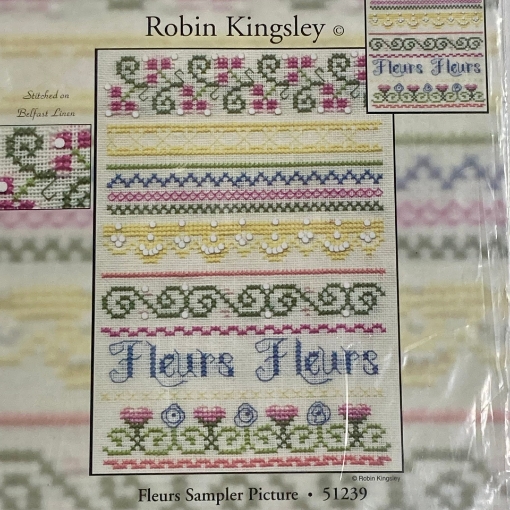 Robin Kingsley ©
Fleurs Fleurs
Stitched on
Belfast Linen
Fleurs Fleurs
© Robin Kingsley
Fleurs Sampler Picture • 51239